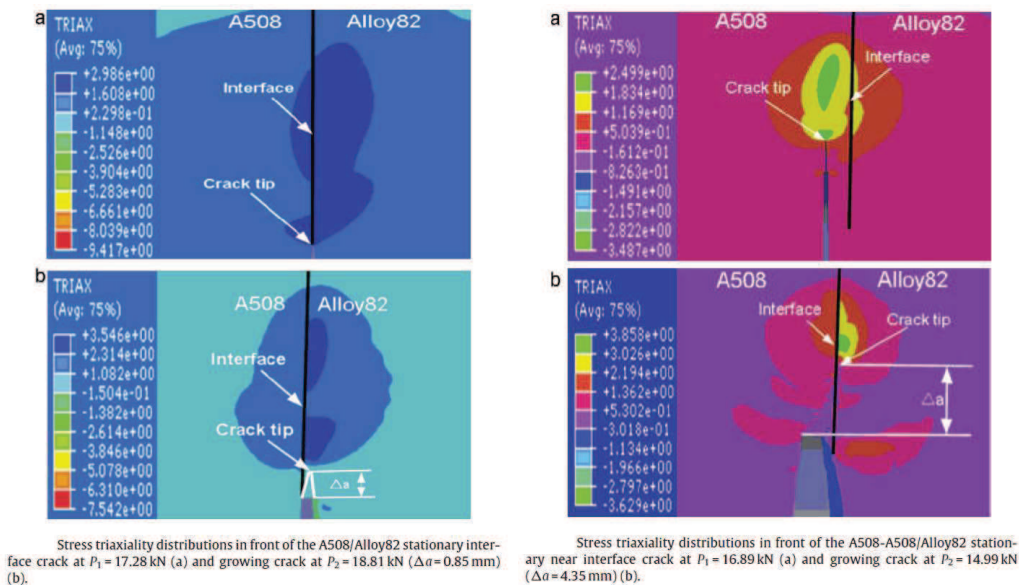 a
TRIAX
(Avg: 75%)
+2.986e+00
+1.608e+00
+2.298e-01
-1.148e+00
-2.526e+00
-3.904e+00
-5.283e+00
-6.661e+00
-8.039e+00
-9.417e+00
A508
Alloy82
Interface
Crack tip
b
TRIAX
(Avg: 75%)
+3.546e+00
+2.314e+00
+1.082e+00
-1.504e-01
-1.382e+00
-2.614e+00
-3.846e+00
-5.078e+00
-6.310e+00
-7.542e+00
A508
Alloy82
Interface
Crack tip
△a
Stress triaxiality distributions in front of the A508/Alloy82 stationary inter-
face crack at P1 = 17.28 kN (a) and growing crack at P2 = 18.81 kN (Δa = 0.85 mm)
(b).
a
TRIAX
(Avg: 75%)
+2.499e+00
+1.834e+00
+1.169e+00
+5.039e-01
-1.612e-01
-8.263e-01
-1.491e+00
-2.157e+00
-2.822e+00
-3.487e+00
A508
Alloy82
Interface
Crack tip
b
TRIAX
(Avg: 75%)
+3.858e+00
+3.026e+00
+2.194e+00
+1.362e+00
+5.302e-01
-3.018e-01
-1.134e+00
-1.966e+00
-2.797e+00
-3.629e+00
A508
Alloy82
Interface
Crack tip
△a
Stress triaxiality distributions in front of the A508-A508/Alloy82 station-
ary near interface crack at P1 = 16.89 kN (a) and growing crack at P2 = 14.99 kN
(Δa = 4.35 mm) (b).